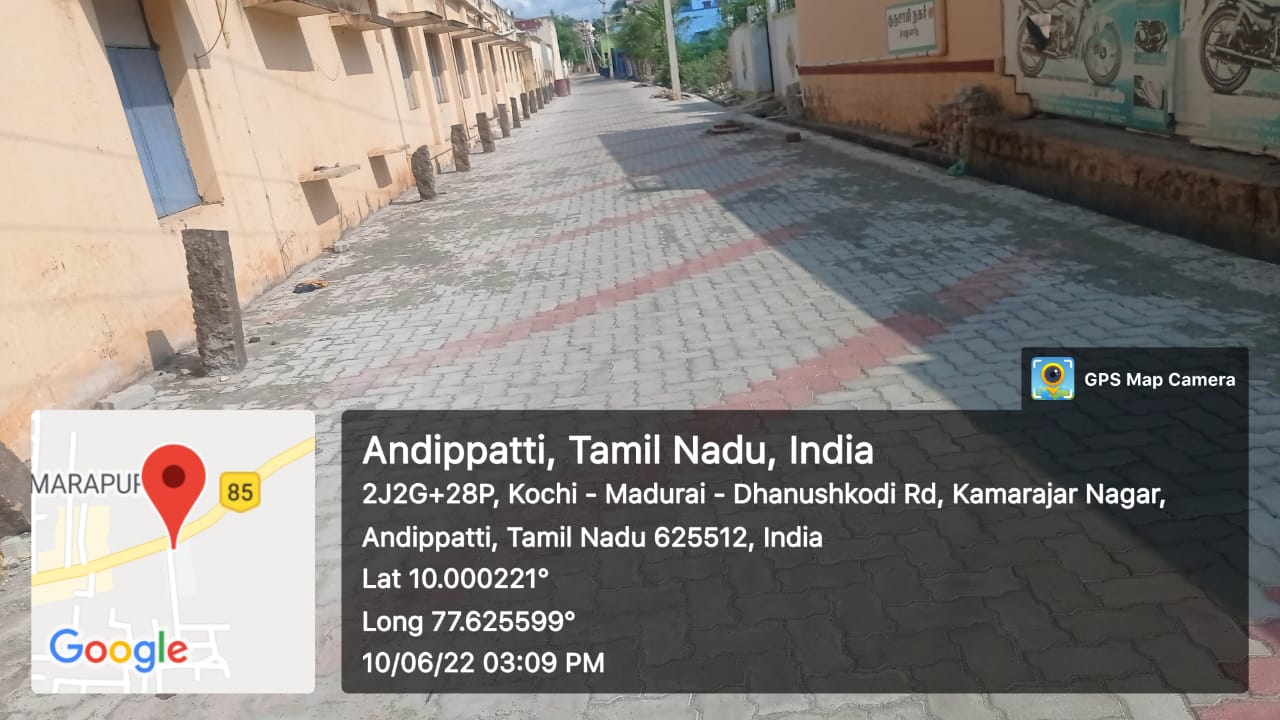 குருசாமி நகர்
GPS Map Camera
Andippatti, Tamil Nadu, India
2J2G+28P, Kochi - Madurai - Dhanushkodi Rd, Kamarajar Nagar,
Andippatti, Tamil Nadu 625512, India
Lat 10.000221°
Long 77.625599°
10/06/22 03:09 PM
MARAPUR
85
Google